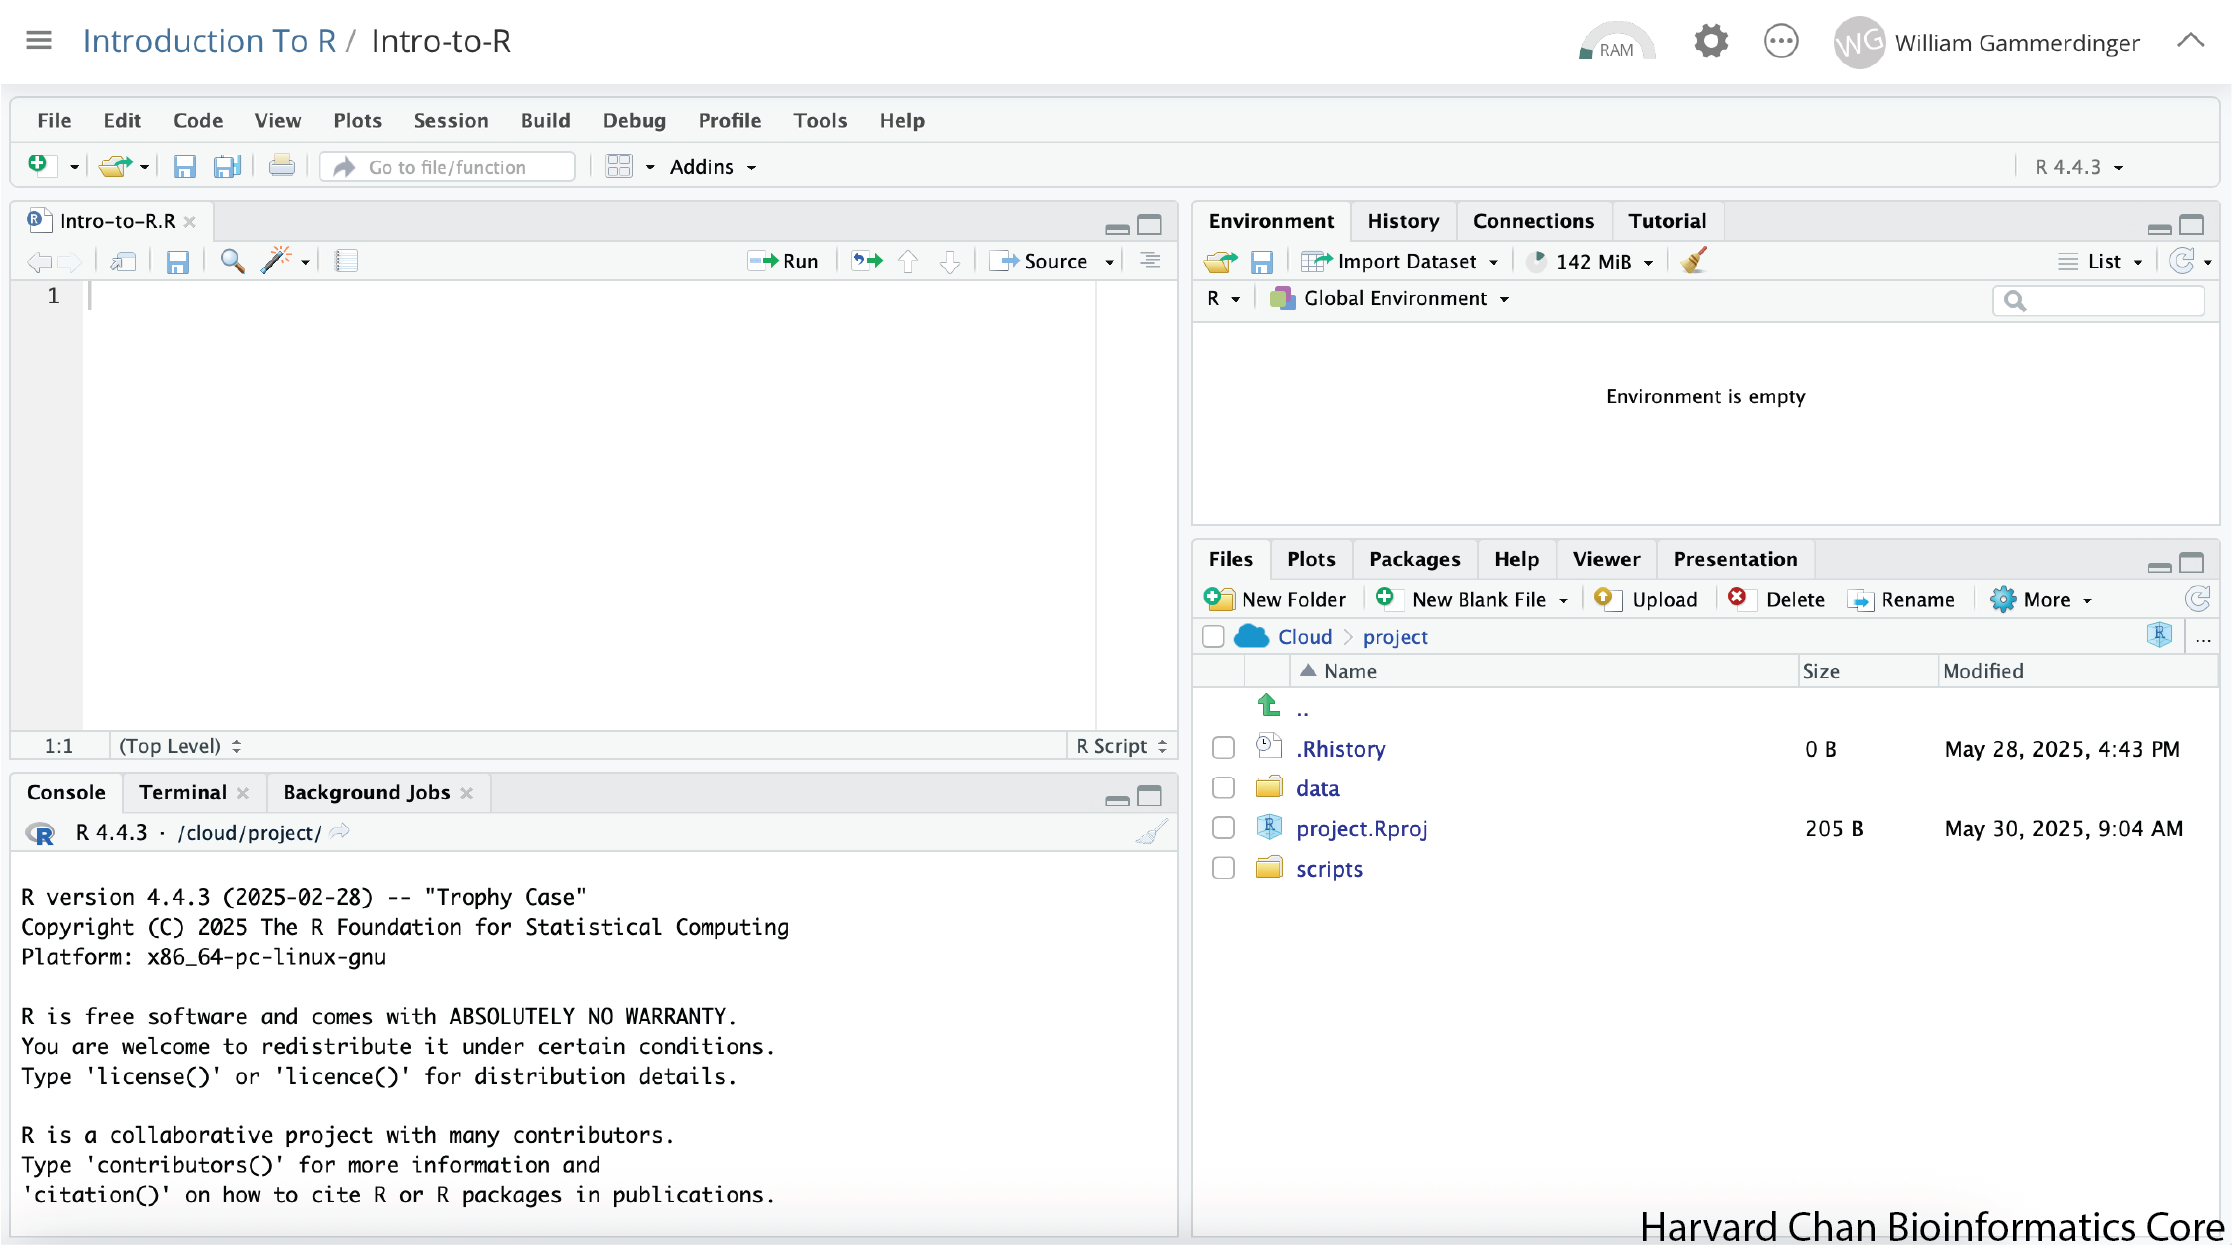 Introduction To R / Intro-to-R
RAM
WG William Gammerdinger
File Edit Code View Plots Session Build Debug Profile Tools Help
Go to file/function Addins R 4.4.3
Intro-to-R.R
Run Source
1
1:1 (Top Level) R Script
Console Terminal Background Jobs
R 4.4.3 · /cloud/project/
R version 4.4.3 (2025-02-28) -- "Trophy Case"
Copyright (C) 2025 The R Foundation for Statistical Computing
Platform: x86_64-pc-linux-gnu
R is free software and comes with ABSOLUTELY NO WARRANTY.
You are welcome to redistribute it under certain conditions.
Type 'license()' or 'licence()' for distribution details.
R is a collaborative project with many contributors.
Type 'contributors()' for more information and
'citation()' on how to cite R or R packages in publications.
Environment History Connections Tutorial
Import Dataset 142 MiB List
R Global Environment
Environment is empty
Files Plots Packages Help Viewer Presentation
New Folder New Blank File Upload Delete Rename More
Cloud project ...
Name Size Modified
..
.Rhistory 0 B May 28, 2025, 4:43 PM
data
project.Rproj 205 B May 30, 2025, 9:04 AM
scripts
Harvard Chan Bioinformatics Core